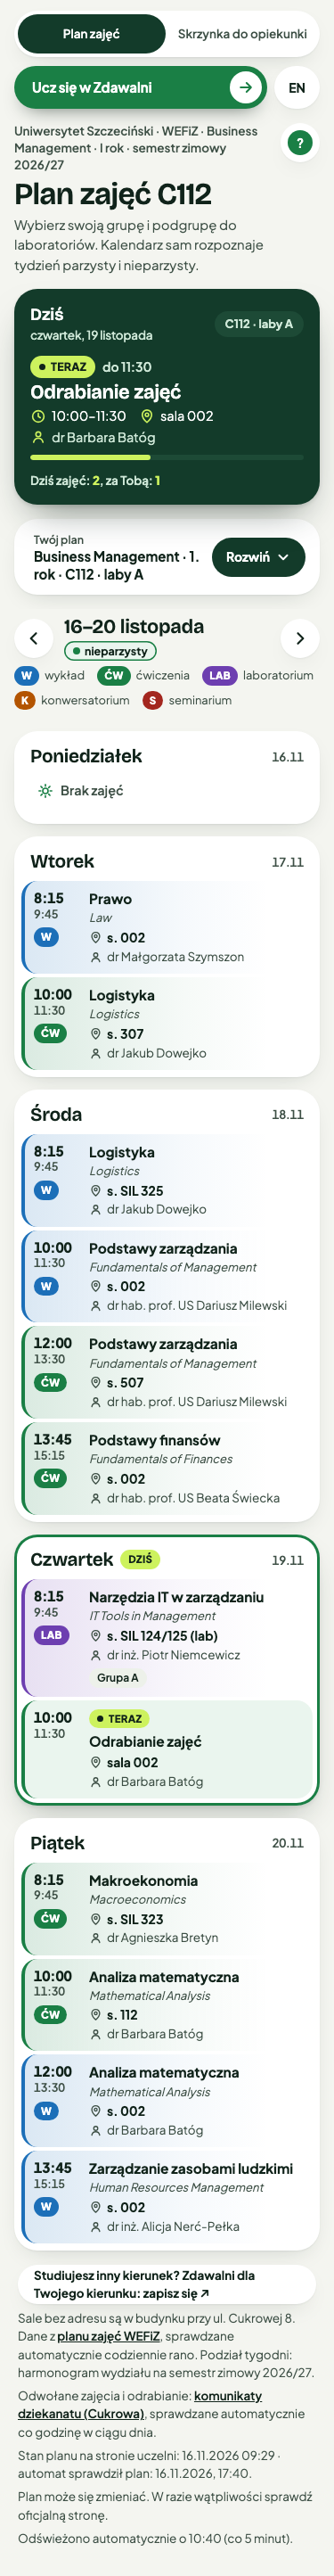 Plan zajęć
Skrzynka do opiekunki
Ucz się w Zdawalni
EN
Uniwersytet Szczeciński · WEFiZ · Business
Management · I rok · semestr zimowy
2026/27
?
Plan zajęć C112
Wybierz swoją grupę i podgrupę do
laboratoriów. Kalendarz sam rozpoznaje
tydzień parzysty i nieparzysty.
Dziś
czwartek, 19 listopada
C112 · laby A
TERAZ do 11:30
Odrabianie zajęć
10:00–11:30 sala 002
dr Barbara Batóg
Dziś zajęć: 2, za Tobą: 1
Twój plan
Business Management · 1.
rok · C112 · laby A
Rozwiń
16–20 listopada
nieparzysty
W wykład ĆW ćwiczenia LAB laboratorium
K konwersatorium S seminarium
Poniedziałek 16.11
Brak zajęć
Wtorek 17.11
8:15 Prawo
9:45 Law
W s. 002
dr Małgorzata Szymszon
10:00 Logistyka
11:30 Logistics
ĆW s. 307
dr Jakub Dowejko
Środa 18.11
8:15 Logistyka
9:45 Logistics
W s. SIL 325
dr Jakub Dowejko
10:00 Podstawy zarządzania
11:30 Fundamentals of Management
W s. 002
dr hab. prof. US Dariusz Milewski
12:00 Podstawy zarządzania
13:30 Fundamentals of Management
ĆW s. 507
dr hab. prof. US Dariusz Milewski
13:45 Podstawy finansów
15:15 Fundamentals of Finances
ĆW s. 002
dr hab. prof. US Beata Świecka
Czwartek DZIŚ 19.11
8:15 Narzędzia IT w zarządzaniu
9:45 IT Tools in Management
LAB s. SIL 124/125 (lab)
dr inż. Piotr Niemcewicz
Grupa A
10:00 TERAZ
11:30 Odrabianie zajęć
sala 002
dr Barbara Batóg
Piątek 20.11
8:15 Makroekonomia
9:45 Macroeconomics
ĆW s. SIL 323
dr Agnieszka Bretyn
10:00 Analiza matematyczna
11:30 Mathematical Analysis
ĆW s. 112
dr Barbara Batóg
12:00 Analiza matematyczna
13:30 Mathematical Analysis
W s. 002
dr Barbara Batóg
13:45 Zarządzanie zasobami ludzkimi
15:15 Human Resources Management
W s. 002
dr inż. Alicja Nerć-Pełka
Studiujesz inny kierunek? Zdawalni dla
Twojego kierunku: zapisz się ↗
Sale bez adresu są w budynku przy ul. Cukrowej 8.
Dane z planu zajęć WEFiZ, sprawdzane
automatycznie codziennie rano. Podział tygodni:
harmonogram wydziału na semestr zimowy 2026/27.
Odwołane zajęcia i odrabianie: komunikaty
dziekanatu (Cukrowa), sprawdzane automatycznie
co godzinę w ciągu dnia.
Stan planu na stronie uczelni: 16.11.2026 09:29 ·
automat sprawdził plan: 16.11.2026, 17:40.
Plan może się zmieniać. W razie wątpliwości sprawdź
oficjalną stronę.
Odświeżono automatycznie o 10:40 (co 5 minut).